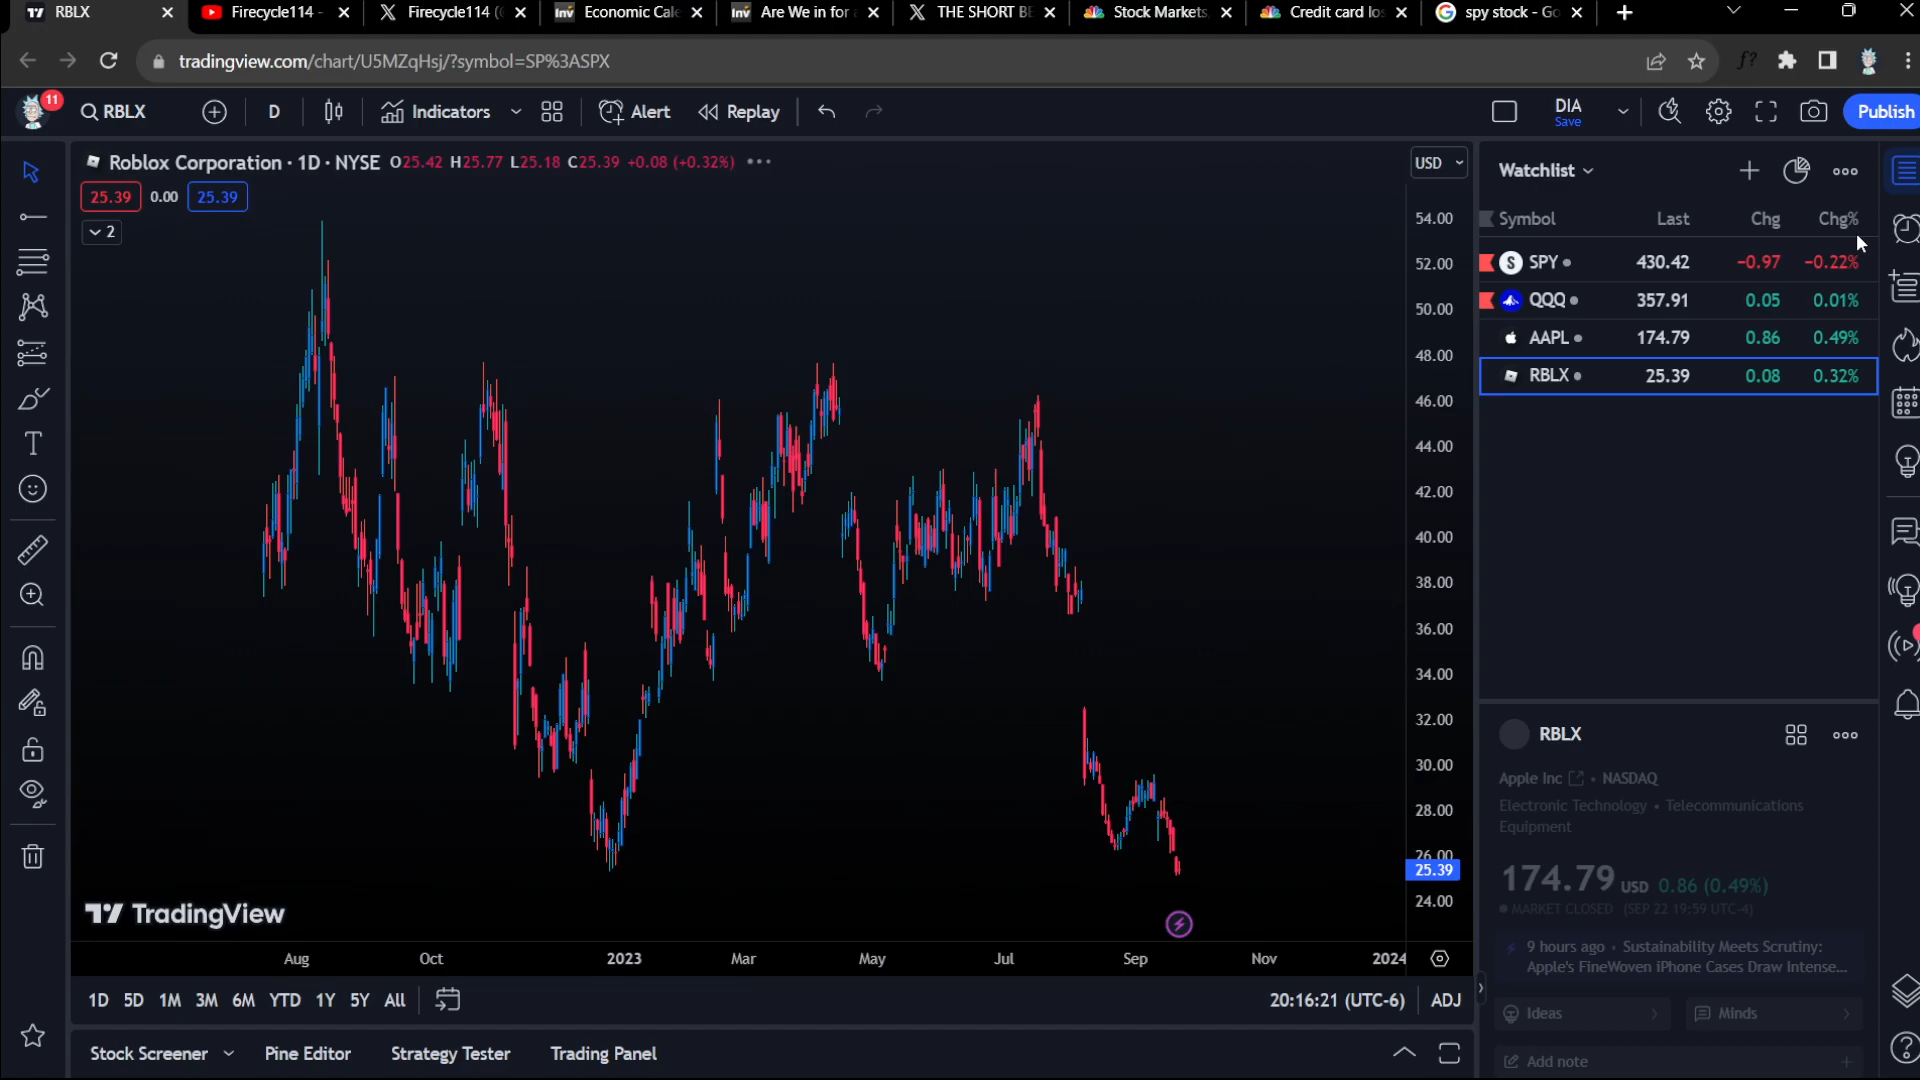 RBLX
Firecycle114 -
Firecycle114 (
Economic Cale
Are We in for a
THE SHORT BE
Stock Markets,
Credit card los
spy stock - Go
tradingview.com/chart/U5MZqHsj/?symbol=SP%3ASPX
f?
11
RBLX
D
Indicators
Alert
Replay
DIA
Save
Publish
Roblox Corporation · 1D · NYSE O25.42 H25.77 L25.18 C25.39 +0.08 (+0.32%)
25.39 0.00 25.39
2
USD
54.00
52.00
50.00
48.00
46.00
44.00
42.00
40.00
38.00
36.00
34.00
32.00
30.00
28.00
26.00
25.39
24.00
TradingView
Aug Oct 2023 Mar May Jul Sep Nov 2024
1D 5D 1M 3M 6M YTD 1Y 5Y All
20:16:21 (UTC-6) ADJ
Stock Screener Pine Editor Strategy Tester Trading Panel
Watchlist
Symbol Last Chg Chg%
S SPY 430.42 -0.97 -0.22%
QQQ 357.91 0.05 0.01%
AAPL 174.79 0.86 0.49%
RBLX 25.39 0.08 0.32%
RBLX
Apple Inc • NASDAQ
Electronic Technology • Telecommunications
Equipment
174.79 USD 0.86 (0.49%)
MARKET CLOSED (SEP 22 19:59 UTC-4)
9 hours ago • Sustainability Meets Scrutiny:
Apple's FineWoven iPhone Cases Draw Intense...
Ideas
Minds
Add note